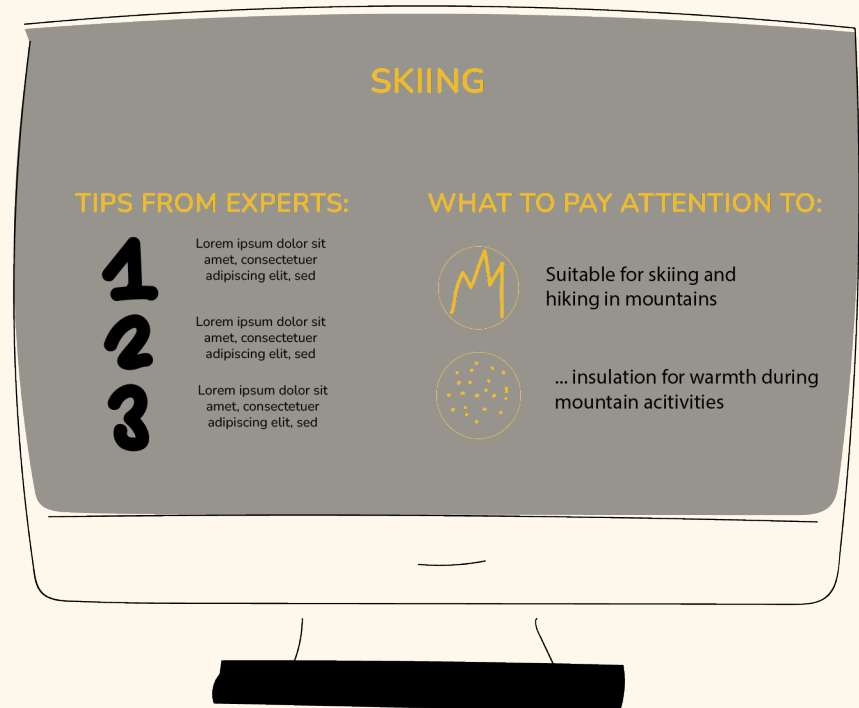 SKIING
TIPS FROM EXPERTS:
1
Lorem ipsum dolor sit
amet, consectetuer
adipiscing elit, sed
2
Lorem ipsum dolor sit
amet, consectetuer
adipiscing elit, sed
3
Lorem ipsum dolor sit
amet, consectetuer
adipiscing elit, sed
WHAT TO PAY ATTENTION TO:
Suitable for skiing and
hiking in mountains
... insulation for warmth during
mountain acitivities